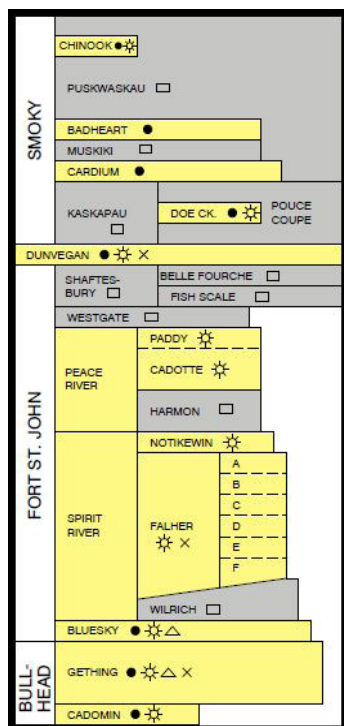 SMOKY
CHINOOK
PUSKWASKAU
BADHEART
MUSKIKI
CARDIUM
KASKAPAU
DOE CK.
POUCE
COUPE
DUNVEGAN
FORT ST. JOHN
SHAFTES-
BURY
BELLE FOURCHE
FISH SCALE
WESTGATE
PEACE
RIVER
PADDY
CADOTTE
HARMON
SPIRIT
RIVER
NOTIKEWIN
FALHER
A
B
C
D
E
F
WILRICH
BLUESKY
BULL-
HEAD
GETHING
CADOMIN